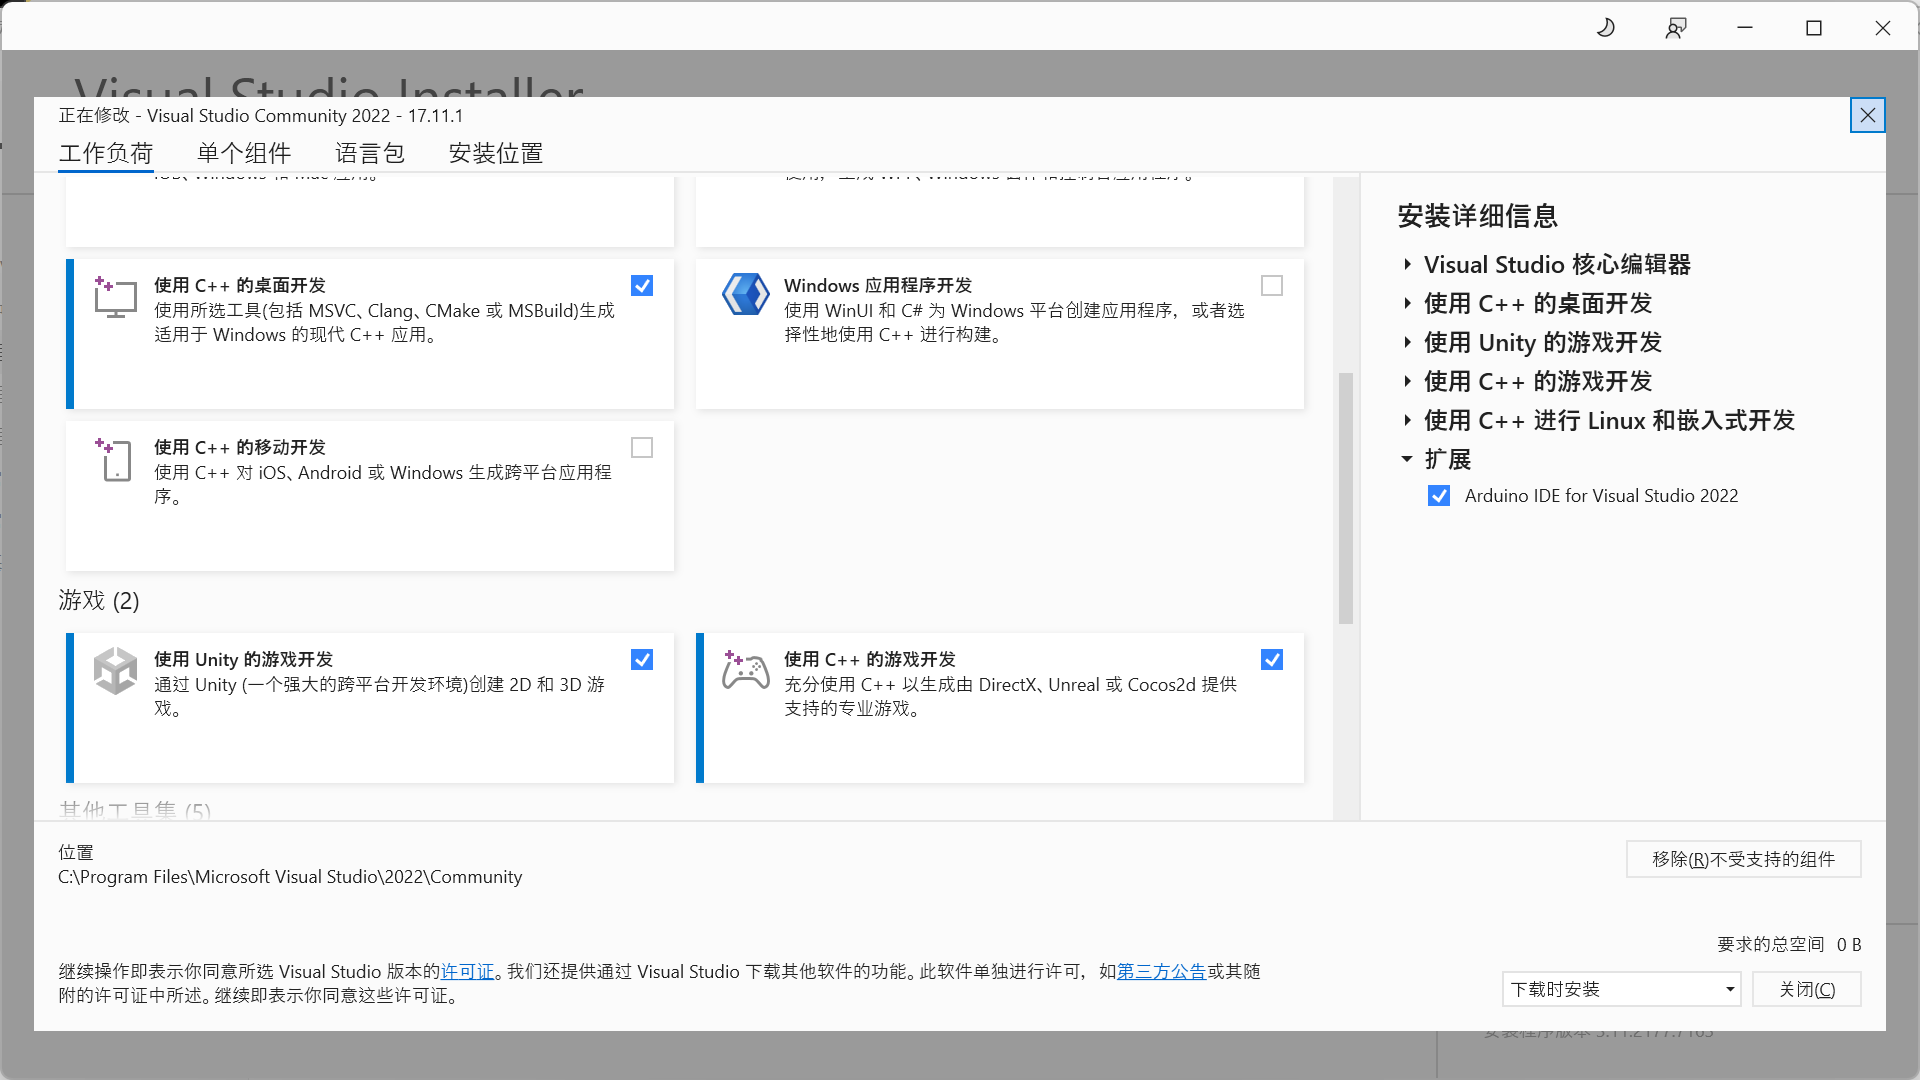 Visual Studio Installer
正在修改 - Visual Studio Community 2022 - 17.11.1
工作负荷 单个组件 语言包 安装位置
使用 C++ 的桌面开发
使用所选工具(包括 MSVC、Clang、CMake 或 MSBuild)生成
适用于 Windows 的现代 C++ 应用。
Windows 应用程序开发
使用 WinUI 和 C# 为 Windows 平台创建应用程序，或者选
择性地使用 C++ 进行构建。
使用 C++ 的移动开发
使用 C++ 对 iOS、Android 或 Windows 生成跨平台应用程
序。
游戏 (2)
使用 Unity 的游戏开发
通过 Unity (一个强大的跨平台开发环境)创建 2D 和 3D 游
戏。
使用 C++ 的游戏开发
充分使用 C++ 以生成由 DirectX、Unreal 或 Cocos2d 提供
支持的专业游戏。
其他工具集 (5)
安装详细信息
Visual Studio 核心编辑器
使用 C++ 的桌面开发
使用 Unity 的游戏开发
使用 C++ 的游戏开发
使用 C++ 进行 Linux 和嵌入式开发
扩展
Arduino IDE for Visual Studio 2022
位置
C:\Program Files\Microsoft Visual Studio\2022\Community
移除(R)不受支持的组件
要求的总空间 0 B
继续操作即表示你同意所选 Visual Studio 版本的许可证。我们还提供通过 Visual Studio 下载其他软件的功能。此软件单独进行许可，如第三方公告或其随
附的许可证中所述。继续即表示你同意这些许可证。
下载时安装
关闭(C)